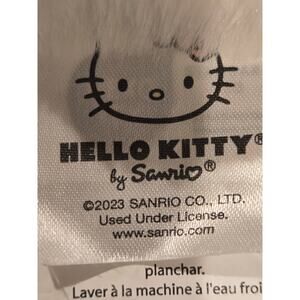 HELLO KITTY®
by Sanrio®
©2023 SANRIO CO., LTD.
Used Under License.
www.sanrio.com
planchar.
Laver à la machine à l'eau froi